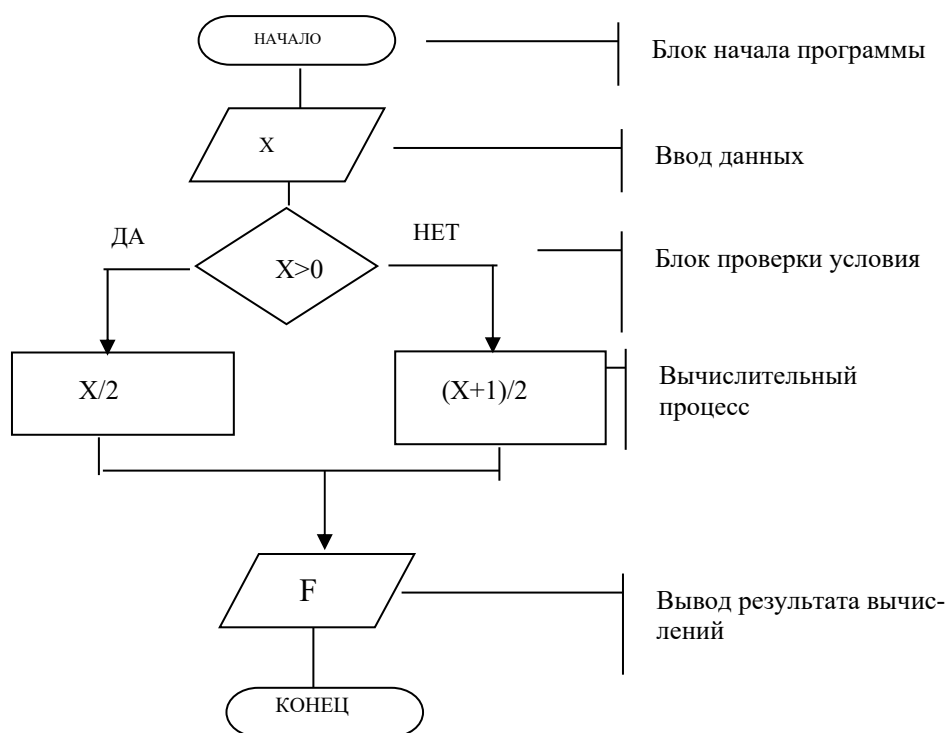 НАЧАЛО
Блок начала программы
X
Ввод данных
ДА
НЕТ
X>0
Блок проверки условия
X/2
(X+1)/2
Вычислительный
процесс
F
Вывод результата вычис-
лений
КОНЕЦ